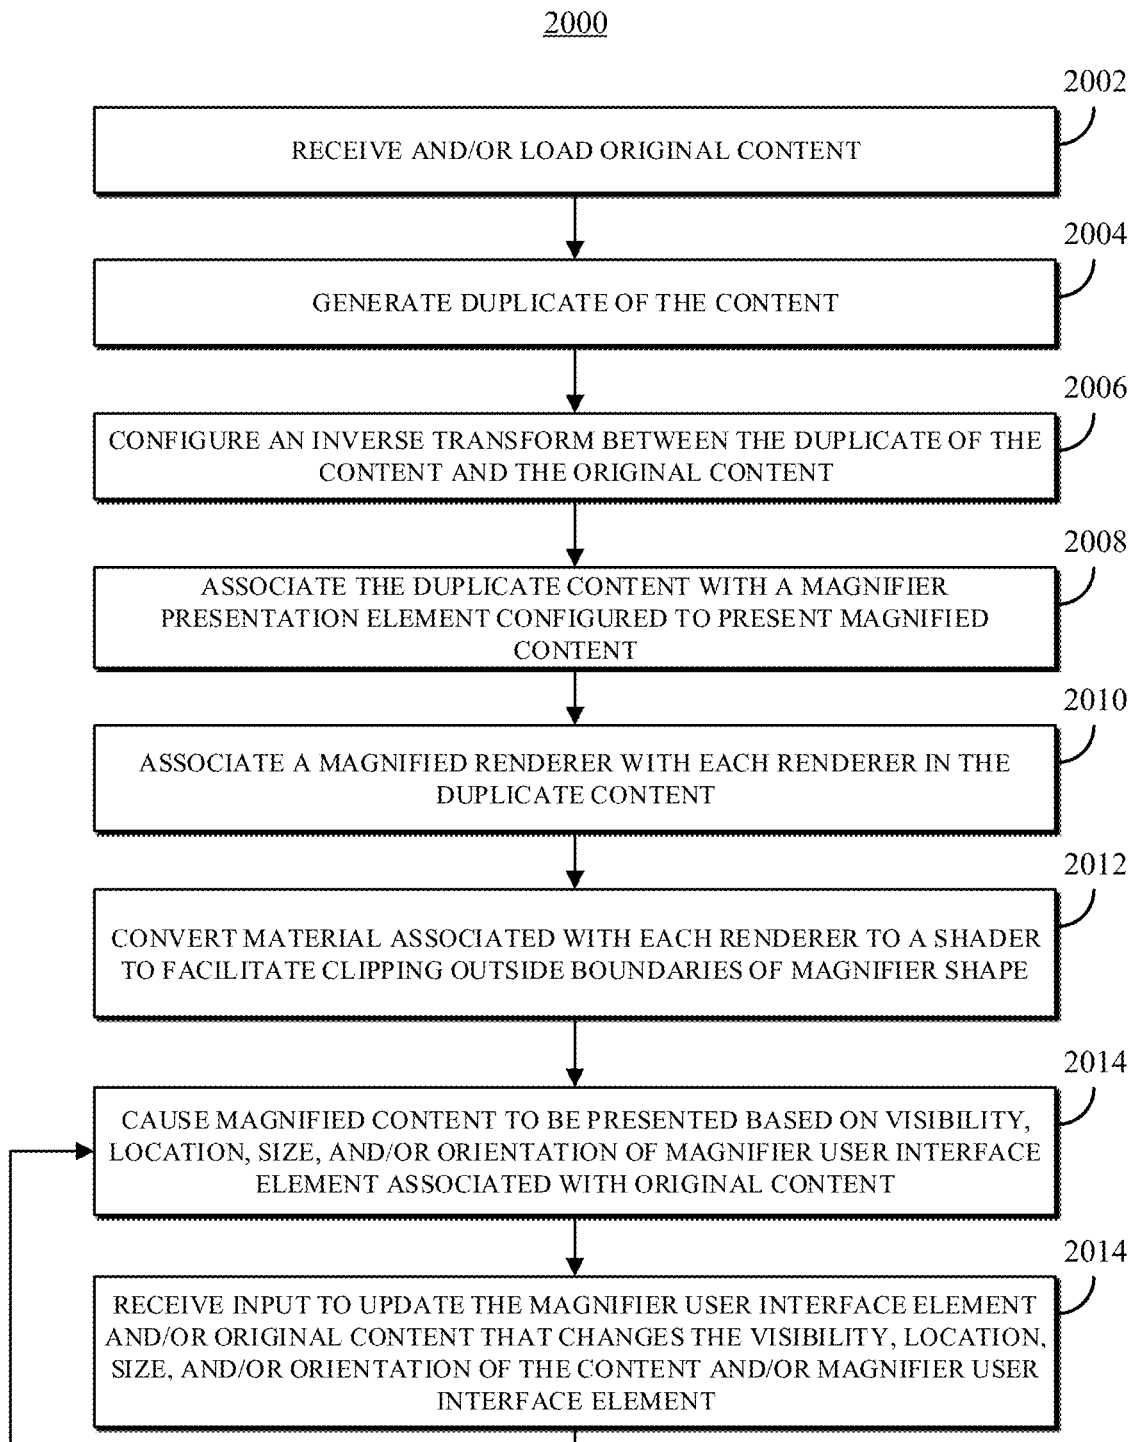 2000
2002
RECEIVE AND/OR LOAD ORIGINAL CONTENT
2004
GENERATE DUPLICATE OF THE CONTENT
2006
CONFIGURE AN INVERSE TRANSFORM BETWEEN THE DUPLICATE OF THE
CONTENT AND THE ORIGINAL CONTENT
2008
ASSOCIATE THE DUPLICATE CONTENT WITH A MAGNIFIER
PRESENTATION ELEMENT CONFIGURED TO PRESENT MAGNIFIED
CONTENT
2010
ASSOCIATE A MAGNIFIED RENDERER WITH EACH RENDERER IN THE
DUPLICATE CONTENT
2012
CONVERT MATERIAL ASSOCIATED WITH EACH RENDERER TO A SHADER
TO FACILITATE CLIPPING OUTSIDE BOUNDARIES OF MAGNIFIER SHAPE
2014
CAUSE MAGNIFIED CONTENT TO BE PRESENTED BASED ON VISIBILITY,
LOCATION, SIZE, AND/OR ORIENTATION OF MAGNIFIER USER INTERFACE
ELEMENT ASSOCIATED WITH ORIGINAL CONTENT
2014
RECEIVE INPUT TO UPDATE THE MAGNIFIER USER INTERFACE ELEMENT
AND/OR ORIGINAL CONTENT THAT CHANGES THE VISIBILITY, LOCATION,
SIZE, AND/OR ORIENTATION OF THE CONTENT AND/OR MAGNIFIER USER
INTERFACE ELEMENT